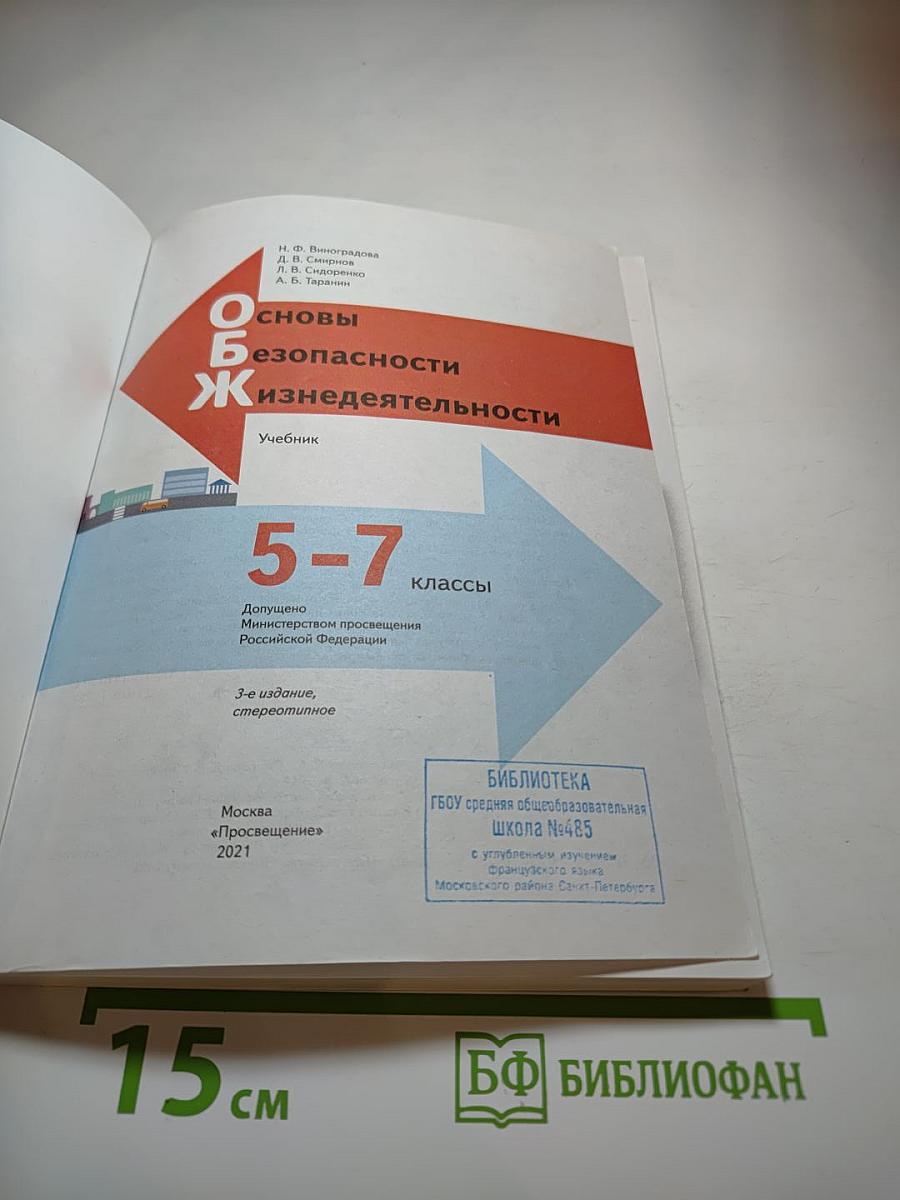 Н. Ф. Виноградова
Д. В. Смирнов
Л. В. Сидоренко
А. Б. Таранин
Основы
Безопасности
Жизнедеятельности
Учебник
5–7 классы
Допущено
Министерством просвещения
Российской Федерации
3-е издание,
стереотипное
Москва
«Просвещение»
2021
БИБЛИОТЕКА
ГБОУ средняя общеобразовательная
школа №485
с углубленным изучением
французского языка
Московского района Санкт-Петербурга
15 см
БФ БИБЛИОФАН